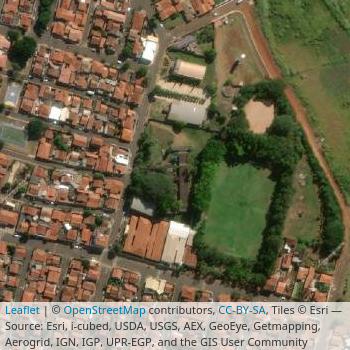 Leaflet | © OpenStreetMap contributors, CC-BY-SA, Tiles © Esri —
Source: Esri, i-cubed, USDA, USGS, AEX, GeoEye, Getmapping,
Aerogrid, IGN, IGP, UPR-EGP, and the GIS User Community